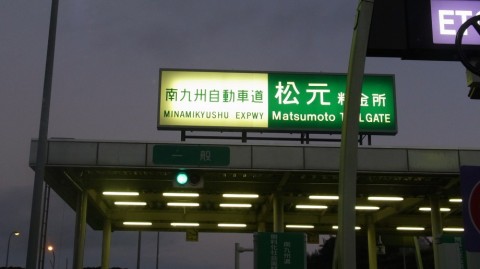 ET
南九州自動車道
MINAMIKYUSHU EXPWY
松元 料金所
Matsumoto TOLL GATE
一般